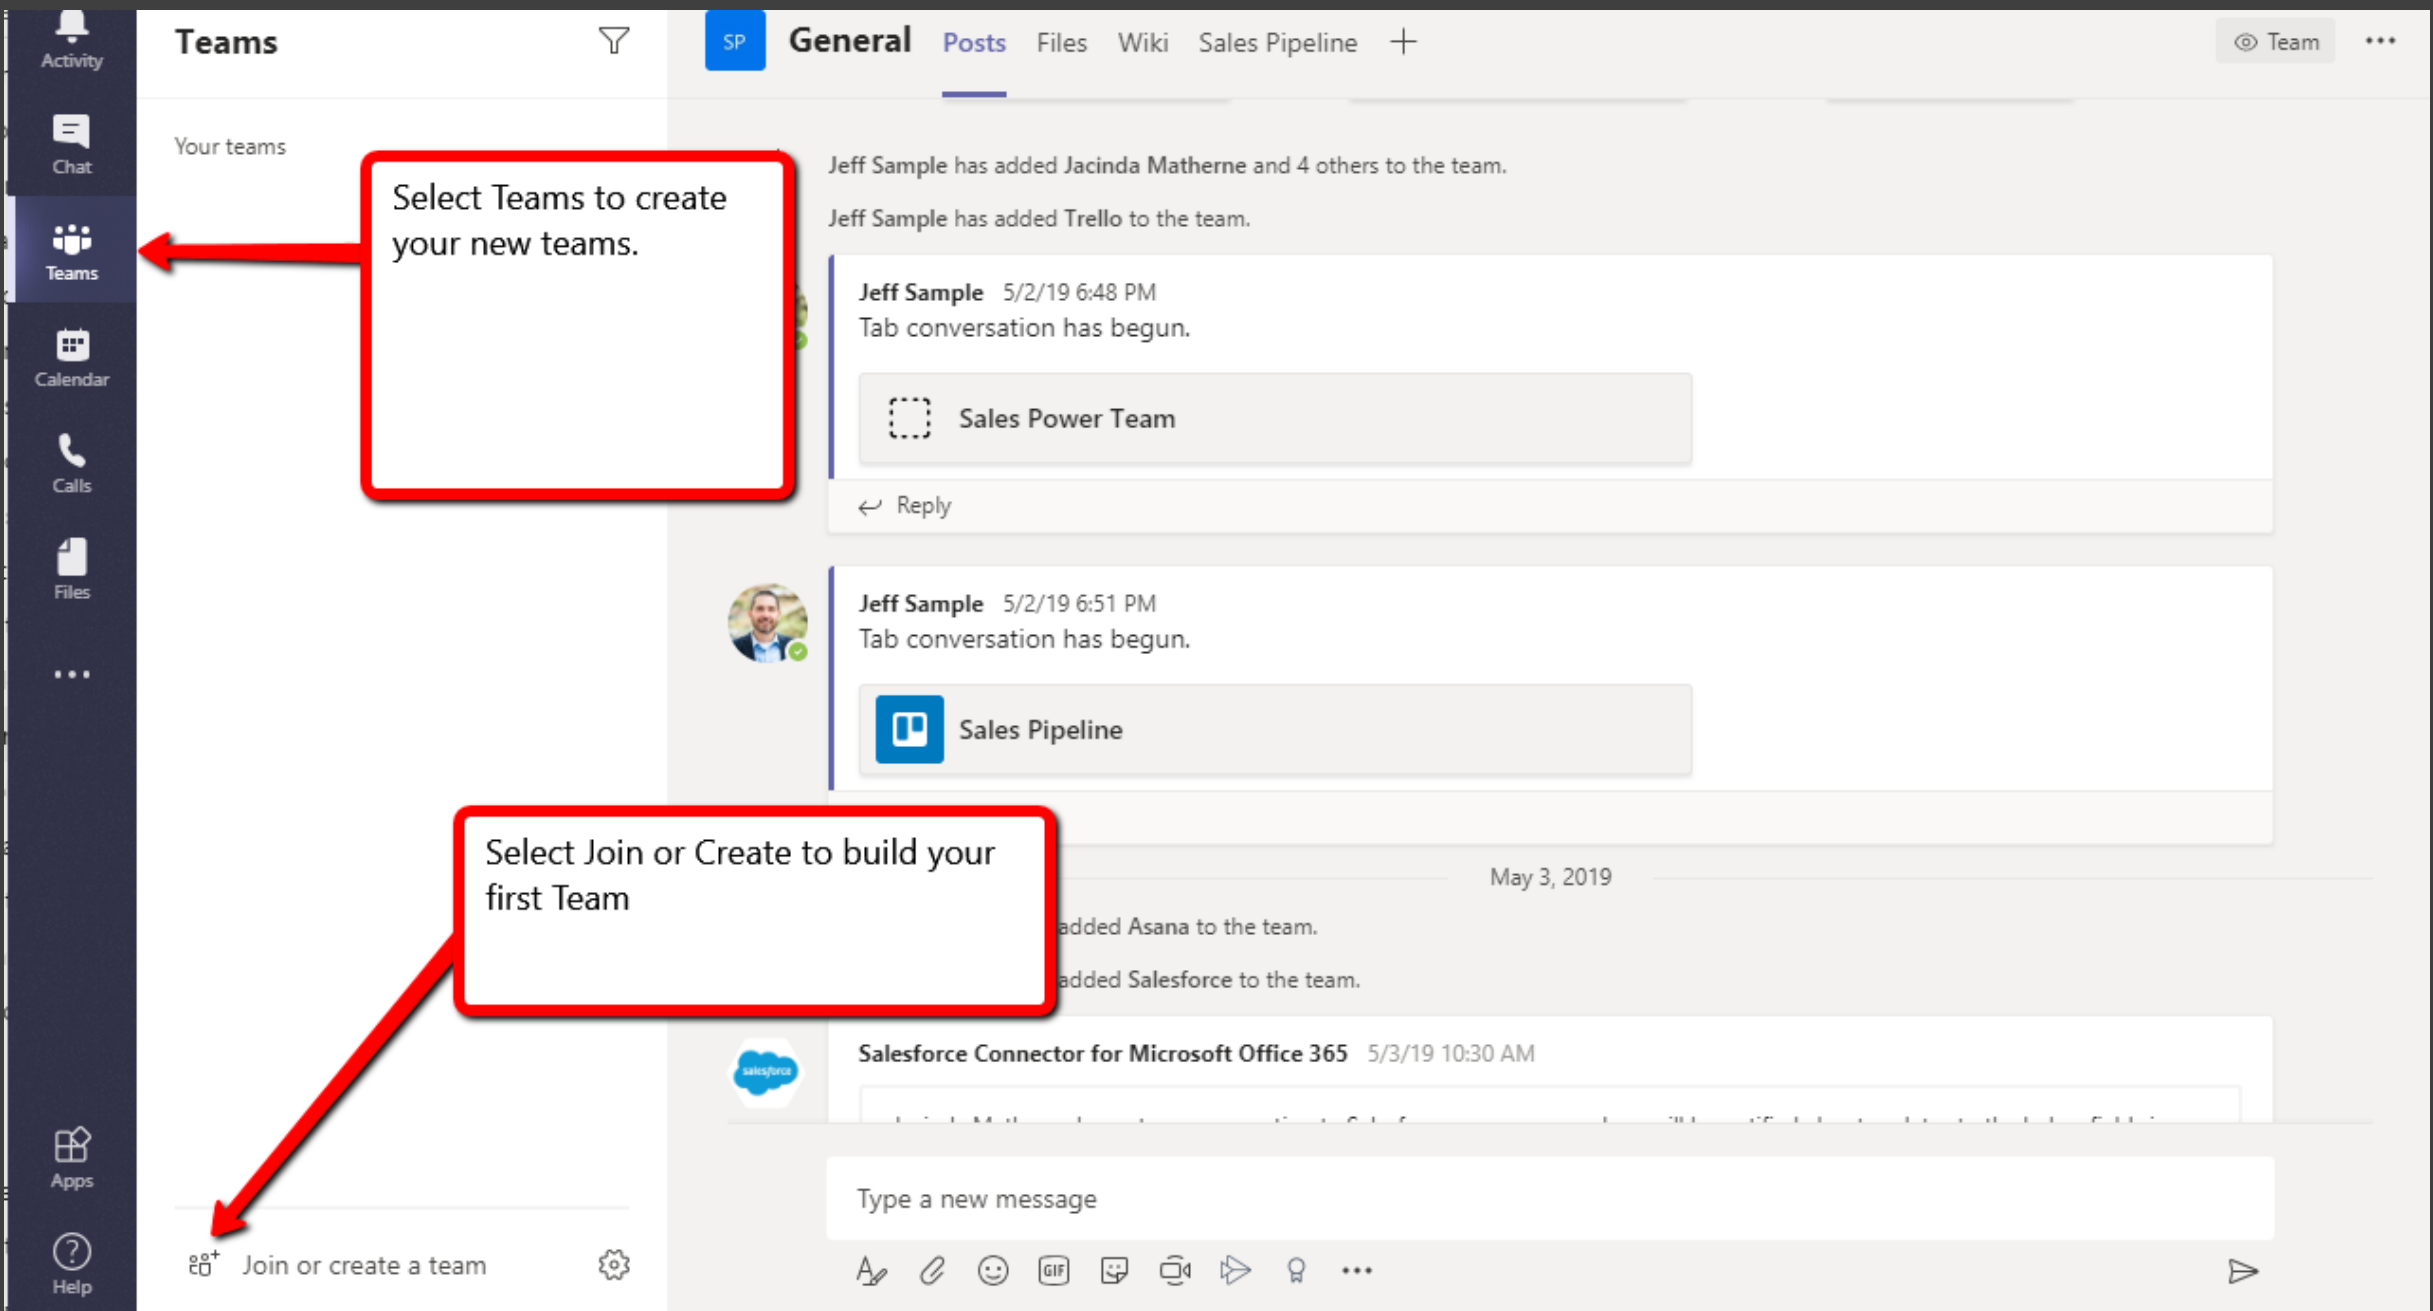 Activity
Chat
Teams
Calendar
Calls
Files
Apps
Help
Teams
Your teams
Select Teams to create
your new teams.
Select Join or Create to build your
first Team
Join or create a team
SP General Posts Files Wiki Sales Pipeline
Team
Jeff Sample has added Jacinda Matherne and 4 others to the team.
Jeff Sample has added Trello to the team.
Jeff Sample 5/2/19 6:48 PM
Tab conversation has begun.
Sales Power Team
Reply
Jeff Sample 5/2/19 6:51 PM
Tab conversation has begun.
Sales Pipeline
May 3, 2019
added Asana to the team.
added Salesforce to the team.
salesforce
Salesforce Connector for Microsoft Office 365 5/3/19 10:30 AM
Type a new message
GIF